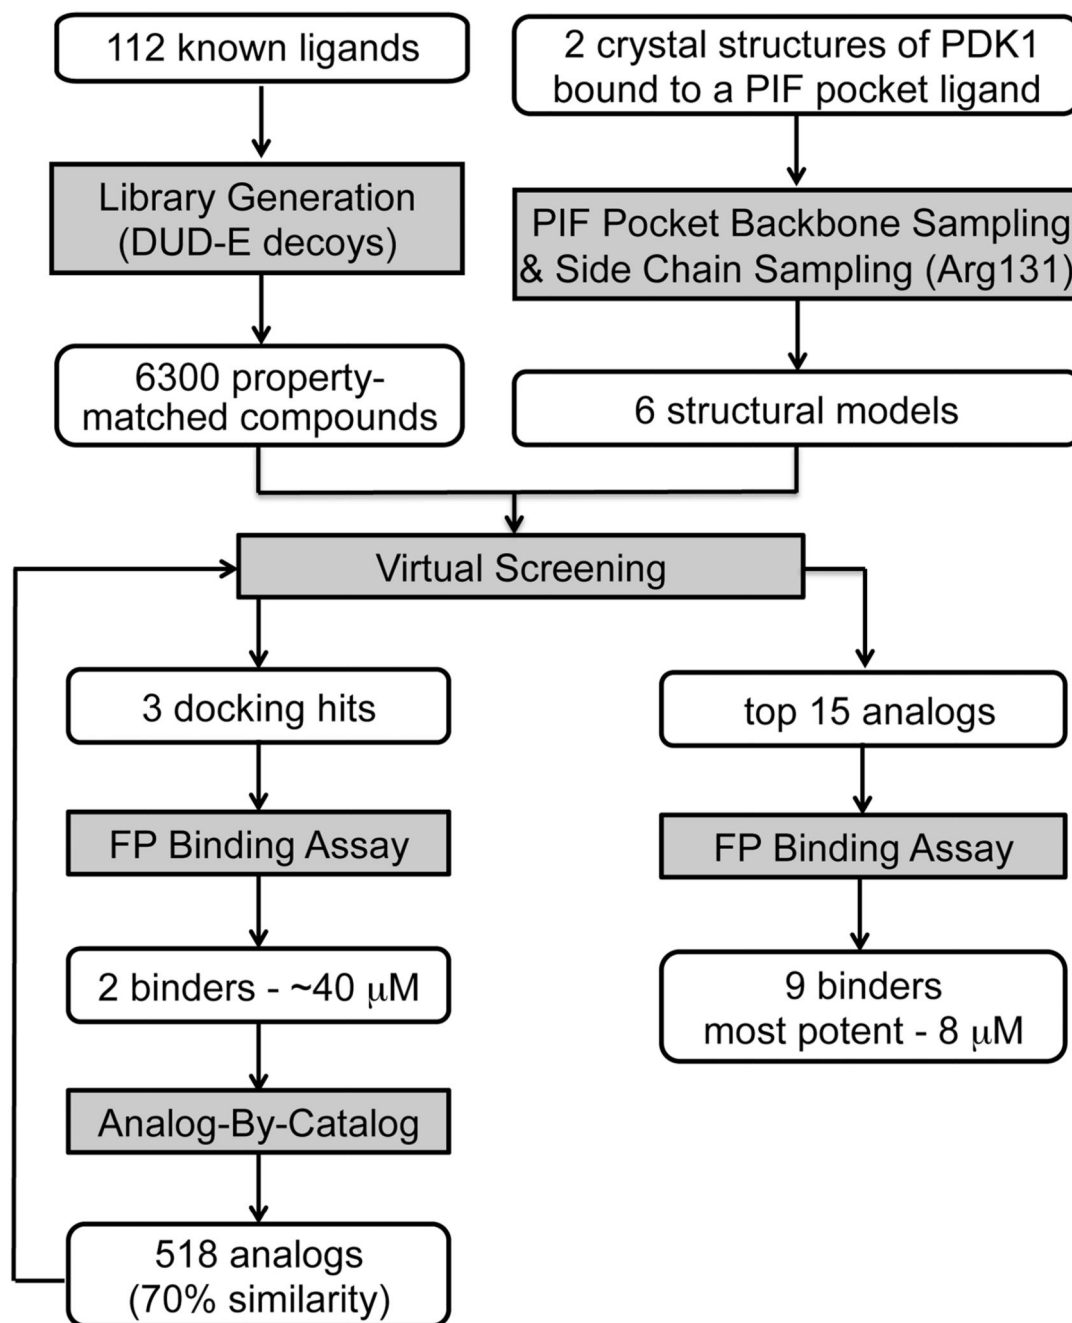 112 known ligands
2 crystal structures of PDK1
bound to a PIF pocket ligand
Library Generation
(DUD-E decoys)
PIF Pocket Backbone Sampling
& Side Chain Sampling (Arg131)
6300 property-
matched compounds
6 structural models
Virtual Screening
3 docking hits
top 15 analogs
FP Binding Assay
FP Binding Assay
2 binders - ~40 μM
9 binders
most potent - 8 μM
Analog-By-Catalog
518 analogs
(70% similarity)